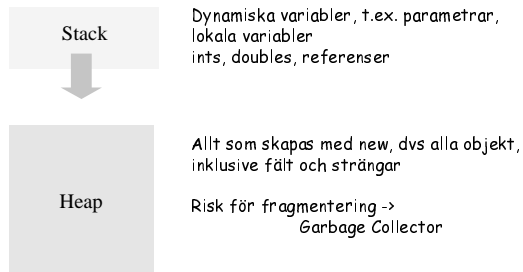 Stack
Dynamiska variabler, t.ex. parametrar,
lokala variabler
ints, doubles, referenser
Heap
Allt som skapas med new, dvs alla objekt,
inklusive fält och strängar
Risk för fragmentering ->
Garbage Collector